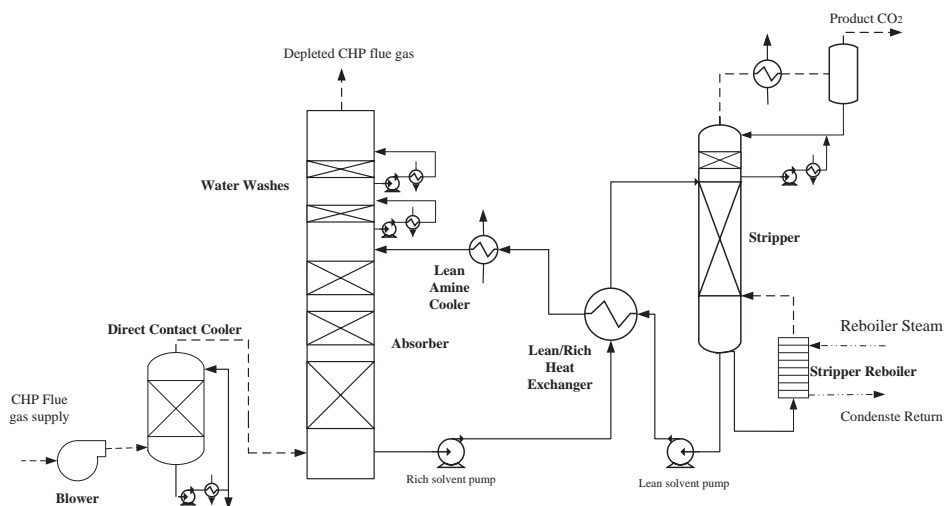 Product CO2
Depleted CHP flue gas
Water Washes
Stripper
Lean
Amine
Cooler
Direct Contact Cooler
Absorber
Lean/Rich
Heat
Exchanger
Reboiler Steam
Stripper Reboiler
Condenste Return
CHP Flue
gas supply
Blower
Rich solvent pump
Lean solvent pump